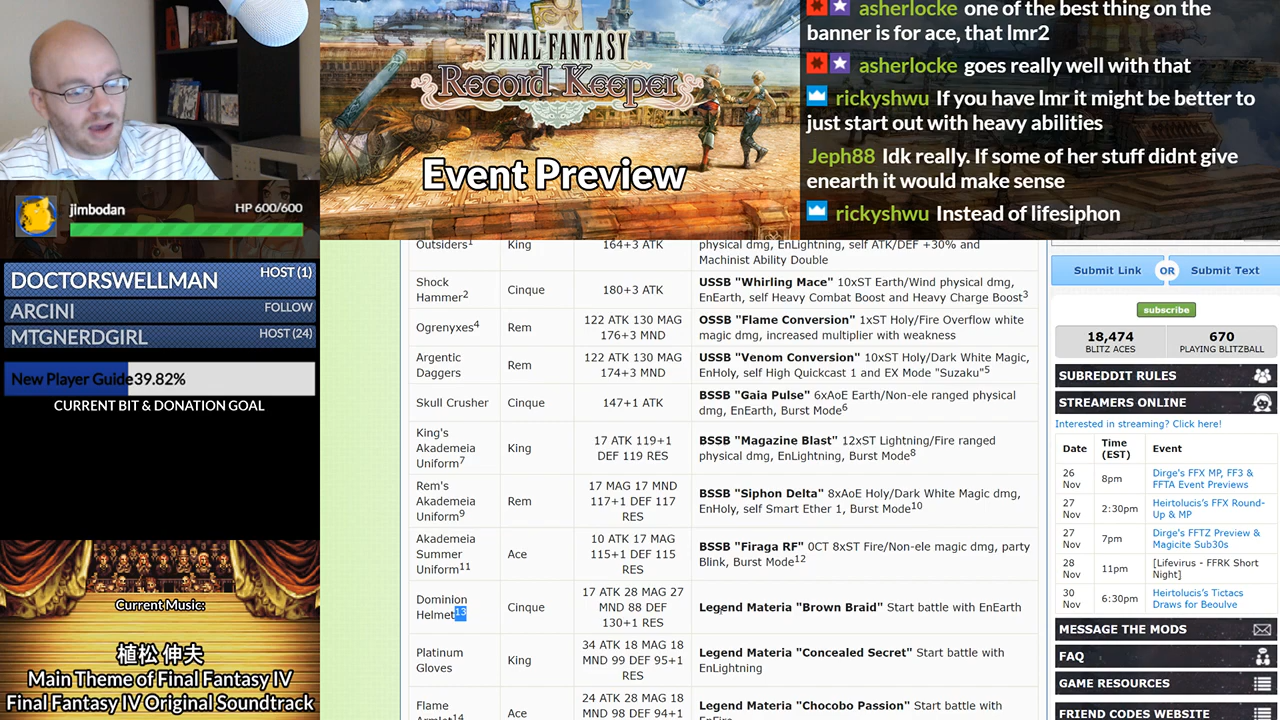 jimbodan
HP 600/600
DOCTORSWELLMAN
HOST (1)
ARCINI
FOLLOW
MTGNERDGIRL
HOST (24)
New Player Guide39.82%
CURRENT BIT & DONATION GOAL
Current Music:
植松 伸夫
Main Theme of Final Fantasy IV
Final Fantasy IV Original Soundtrack
FINAL FANTASY
Record Keeper
Event Preview
asherlocke one of the best thing on the
banner is for ace, that lmr2
asherlocke goes really well with that
rickyshwu If you have lmr it might be better to
just start out with heavy abilities
Jeph88 Idk really. If some of her stuff didnt give
enearth it would make sense
rickyshwu Instead of lifesiphon
Outsiders1
King
164+3 ATK
physical dmg, EnLightning, self ATK/DEF +30% and
Machinist Ability Double
Shock
Hammer2
Cinque
180+3 ATK
USSB "Whirling Mace" 10xST Earth/Wind physical dmg,
EnEarth, self Heavy Combat Boost and Heavy Charge Boost3
Ogrenyxes4
Rem
122 ATK 130 MAG
176+3 MND
OSSB "Flame Conversion" 1xST Holy/Fire Overflow white
magic dmg, increased multiplier with weakness
Argentic
Daggers
Rem
122 ATK 130 MAG
174+3 MND
USSB "Venom Conversion" 10xST Holy/Dark White Magic,
EnHoly, self High Quickcast 1 and EX Mode "Suzaku"5
Skull Crusher
Cinque
147+1 ATK
BSSB "Gaia Pulse" 6xAoE Earth/Non-ele ranged physical
dmg, EnEarth, Burst Mode6
King's
Akademeia
Uniform7
King
17 ATK 119+1
DEF 119 RES
BSSB "Magazine Blast" 12xST Lightning/Fire ranged
physical dmg, EnLightning, Burst Mode8
Rem's
Akademeia
Uniform9
Rem
17 MAG 17 MND
117+1 DEF 117
RES
BSSB "Siphon Delta" 8xAoE Holy/Dark White Magic dmg,
EnHoly, self Smart Ether 1, Burst Mode10
Akademeia
Summer
Uniform11
Ace
10 ATK 17 MAG
115+1 DEF 115
RES
BSSB "Firaga RF" 0CT 8xST Fire/Non-ele magic dmg, party
Blink, Burst Mode12
Dominion
Helmet13
Cinque
17 ATK 28 MAG 27
MND 88 DEF
130+1 RES
Legend Materia "Brown Braid" Start battle with EnEarth
Platinum
Gloves
King
34 ATK 18 MAG 18
MND 99 DEF 95+1
RES
Legend Materia "Concealed Secret" Start battle with
EnLightning
Flame
Armlet14
Ace
24 ATK 28 MAG 18
MND 98 DEF 94+1
Legend Materia "Chocobo Passion" Start battle with
EnFire
Submit Link
OR
Submit Text
subscribe
18,474
BLITZ ACES
670
PLAYING BLITZBALL
SUBREDDIT RULES
STREAMERS ONLINE
Interested in streaming? Click here!
Date
Time
(EST)
Event
26
Nov
8pm
Dirge's FFX MP, FF3 &
FFTA Event Previews
27
Nov
2:30pm
Heirtolucis's FFX Round-
Up & MP
27
Nov
7pm
Dirge's FFTZ Preview &
Magicite Sub30s
28
Nov
11pm
[Lifevirus - FFRK Short
Night]
30
Nov
6:30pm
Heirtolucis's Tictacs
Draws for Beoulve
MESSAGE THE MODS
FAQ
GAME RESOURCES
FRIEND CODES WEBSITE